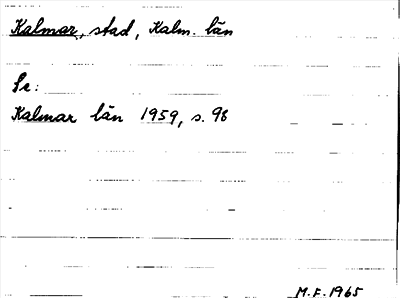 Kalmar, stad, Kalm. län
Se:
Kalmar län 1959, s. 98
M.F. 1965